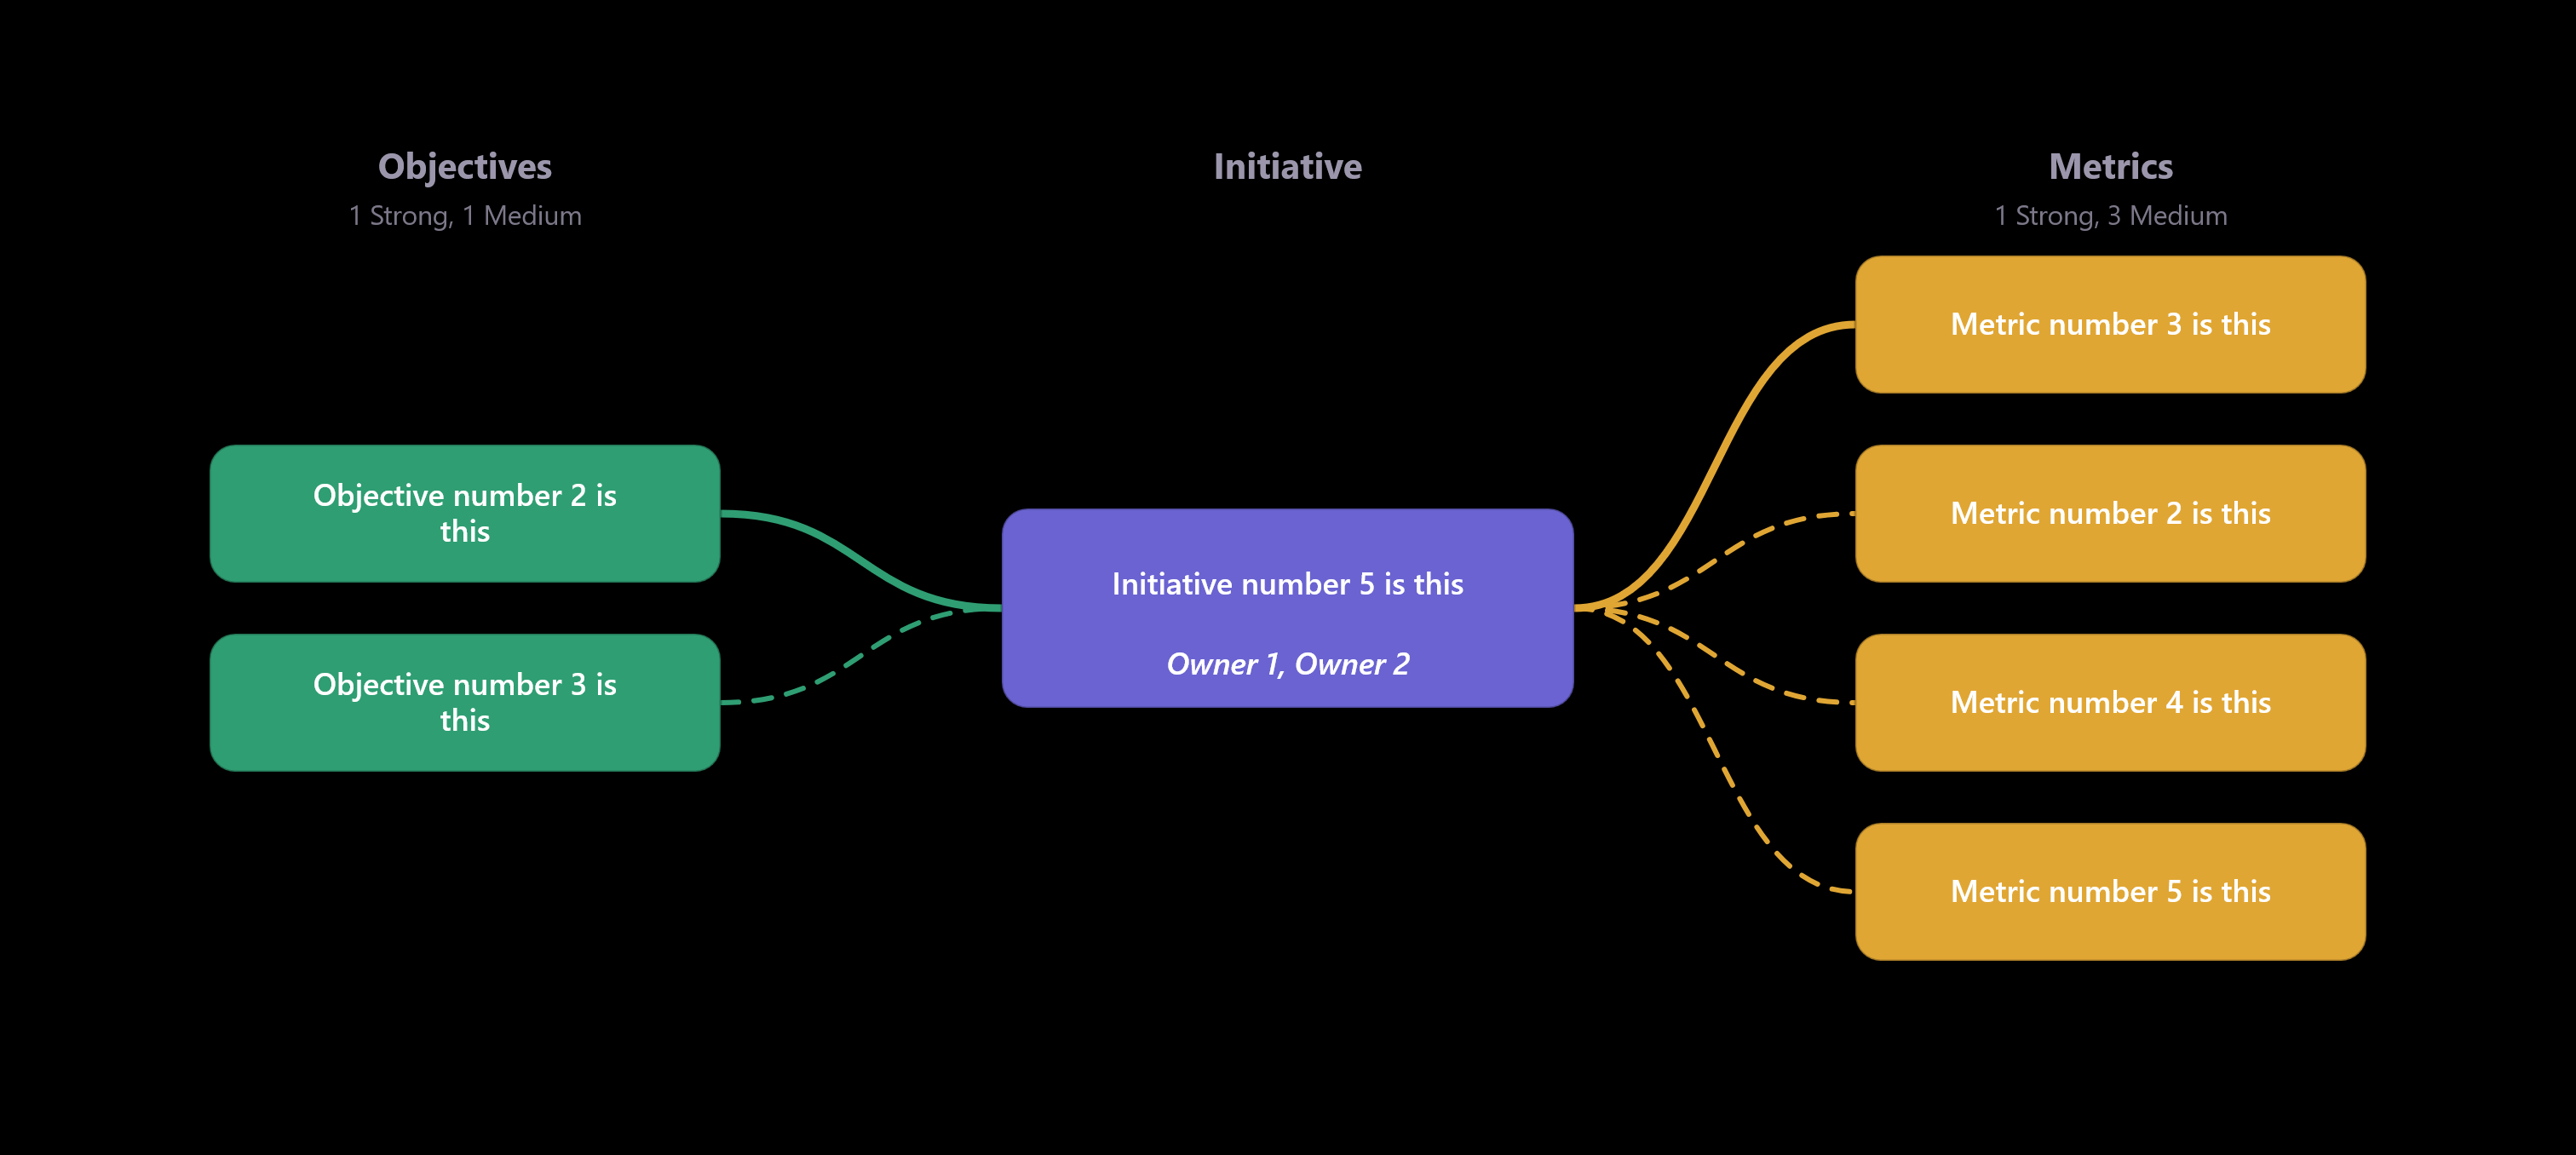 Objectives
1 Strong, 1 Medium
Objective number 2 is
this
Objective number 3 is
this
Initiative
Initiative number 5 is this
Owner 1, Owner 2
Metrics
1 Strong, 3 Medium
Metric number 3 is this
Metric number 2 is this
Metric number 4 is this
Metric number 5 is this